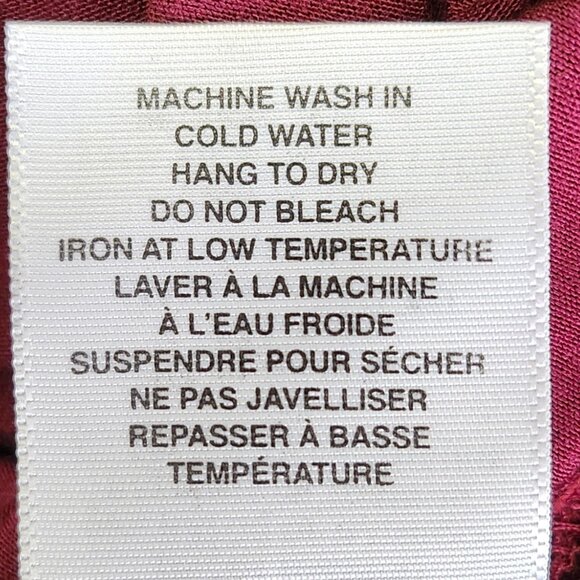 MACHINE WASH IN
COLD WATER
HANG TO DRY
DO NOT BLEACH
IRON AT LOW TEMPERATURE
LAVER À LA MACHINE
À L'EAU FROIDE
SUSPENDRE POUR SÉCHER
NE PAS JAVELLISER
REPASSER À BASSE
TEMPÉRATURE